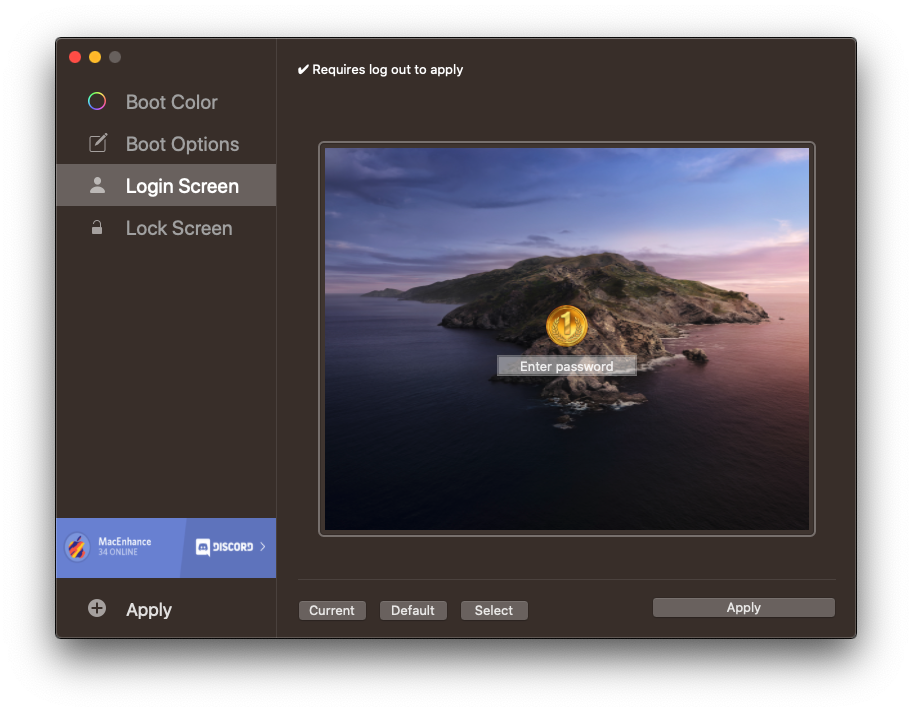 Boot Color
Boot Options
Login Screen
Lock Screen
MacEnhance
34 ONLINE
DISCORD
Apply
✔ Requires log out to apply
1
Enter password
Current
Default
Select
Apply